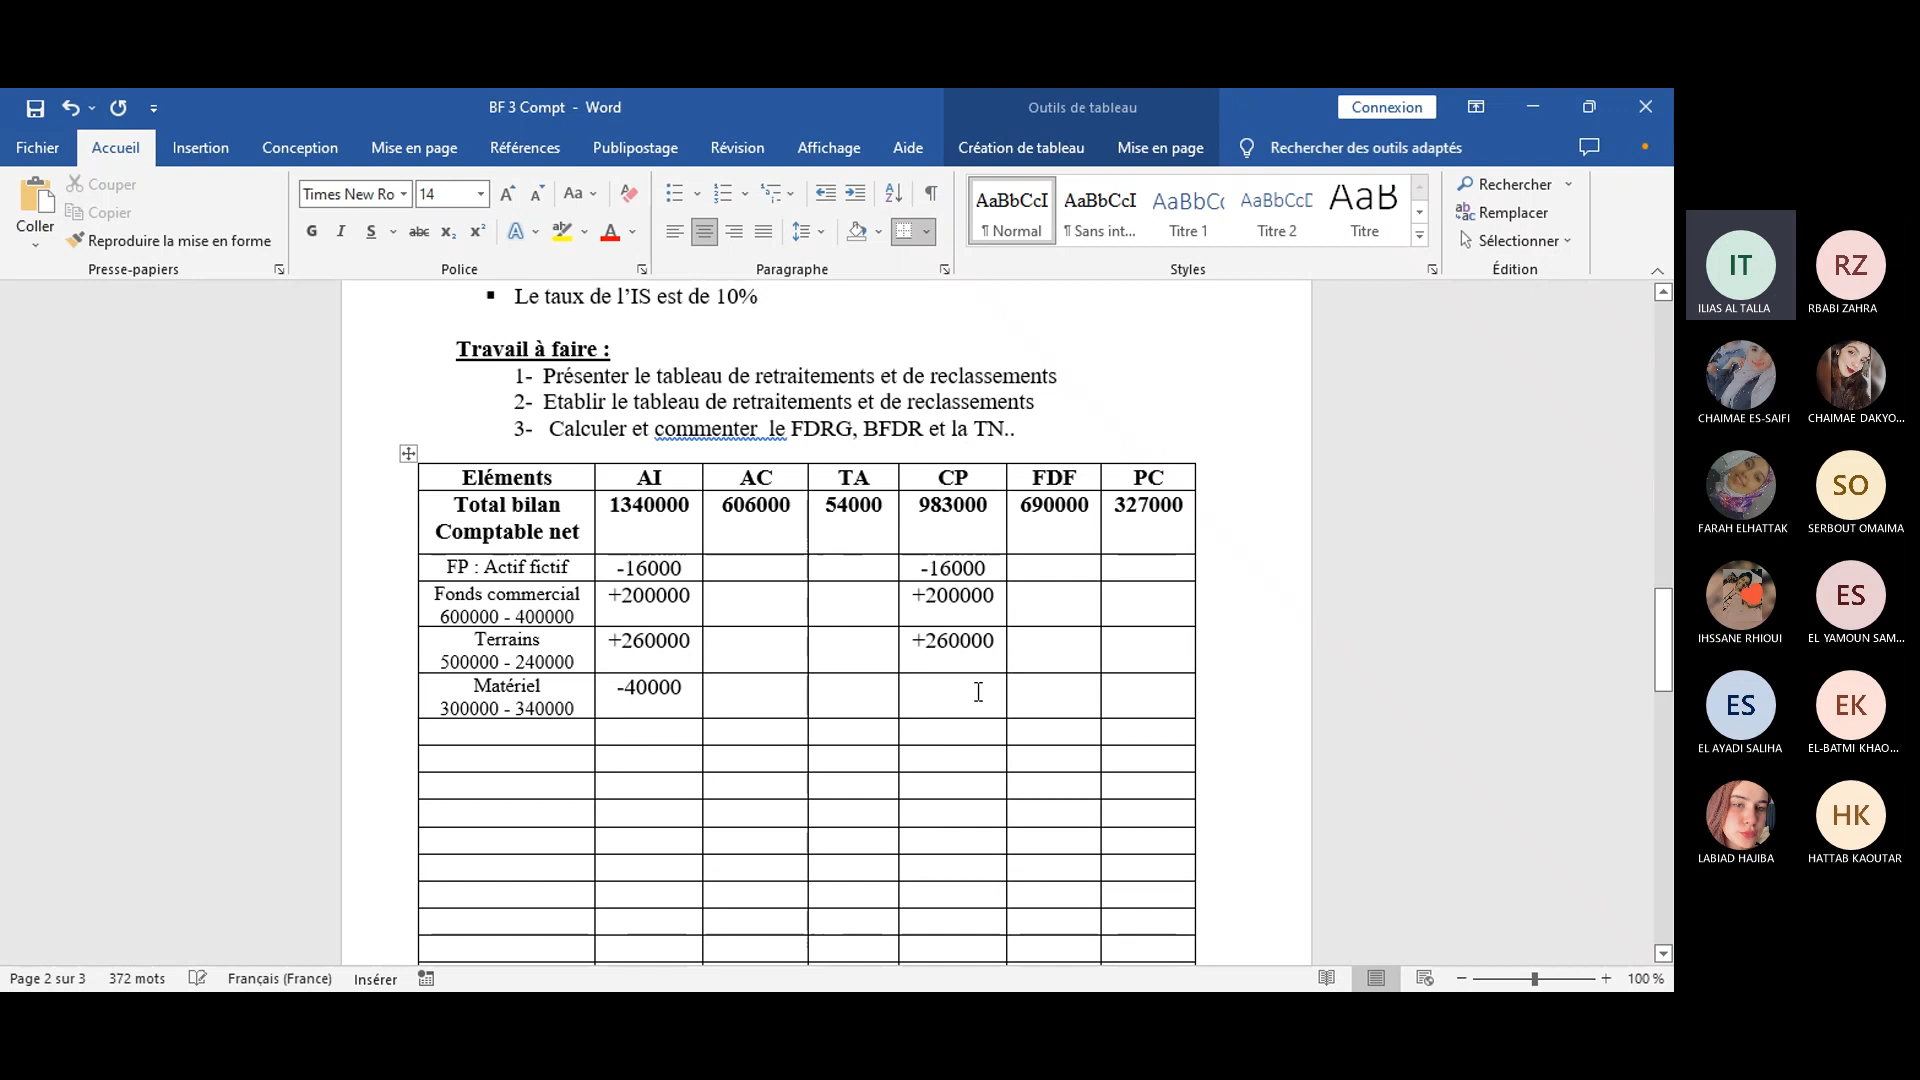 BF 3 Compt - Word
Outils de tableau
Connexion
Fichier Accueil Insertion Conception Mise en page Références Publipostage Révision Affichage Aide Création de tableau Mise en page Rechercher des outils adaptés
Coller
Couper
Copier
Reproduire la mise en forme
Presse-papiers
Times New Ro 14
G I S abc x₂ x²
Police
Paragraphe
AaBbCcI AaBbCcI AaBbCc AaBbCcD AaB
¶ Normal ¶ Sans int... Titre 1 Titre 2 Titre
Styles
Rechercher
Remplacer
Sélectionner
Édition
▪ Le taux de l’IS est de 10%
Travail à faire :
1- Présenter le tableau de retraitements et de reclassements
2- Etablir le tableau de retraitements et de reclassements
3- Calculer et commenter le FDRG, BFDR et la TN..
Eléments AI AC TA CP FDF PC
Total bilan 1340000 606000 54000 983000 690000 327000
Comptable net
FP : Actif fictif -16000 -16000
Fonds commercial +200000 +200000
600000 - 400000
Terrains +260000 +260000
500000 - 240000
Matériel -40000
300000 - 340000
Page 2 sur 3 372 mots Français (France) Insérer 100 %
IT RZ
ILIAS AL TALLA RBABI ZAHRA
CHAIMAE ES-SAIFI CHAIMAE DAKYO...
SO
FARAH ELHATTAK SERBOUT OMAIMA
ES
IHSSANE RHIOUI EL YAMOUN SAM...
ES EK
EL AYADI SALIHA EL-BATMI KHAO...
HK
LABIAD HAJIBA HATTAB KAOUTAR